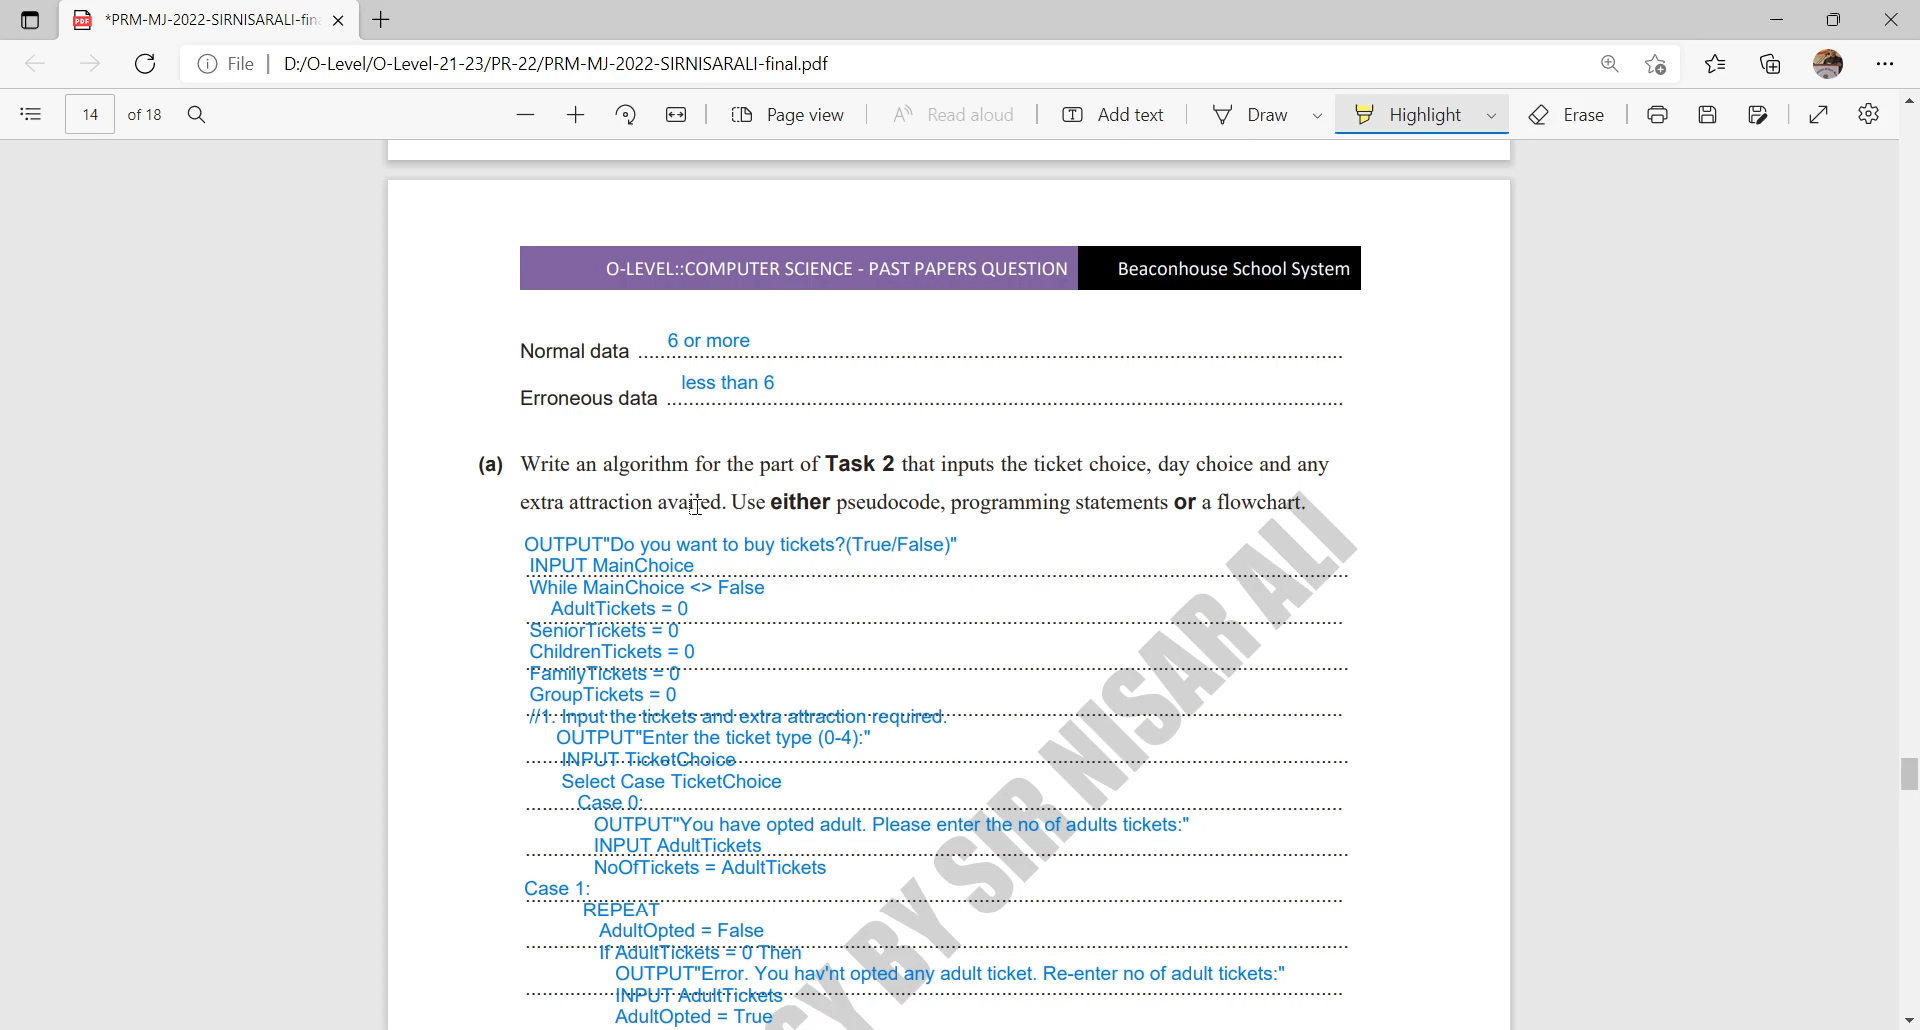 *PRM-MJ-2022-SIRNISARALI-fin
File D:/O-Level/O-Level-21-23/PR-22/PRM-MJ-2022-SIRNISARALI-final.pdf
14 of 18 Page view Read aloud Add text Draw Highlight Erase
O-LEVEL::COMPUTER SCIENCE - PAST PAPERS QUESTION Beaconhouse School System
Normal data 6 or more
Erroneous data less than 6
(a) Write an algorithm for the part of Task 2 that inputs the ticket choice, day choice and any
extra attraction availed. Use either pseudocode, programming statements or a flowchart.
OUTPUT"Do you want to buy tickets?(True/False)"
INPUT MainChoice
While MainChoice <> False
AdultTickets = 0
SeniorTickets = 0
ChildrenTickets = 0
FamilyTickets = 0
GroupTickets = 0
//1. Input the tickets and extra attraction required.
OUTPUT"Enter the ticket type (0-4):"
INPUT TicketChoice
Select Case TicketChoice
Case 0:
OUTPUT"You have opted adult. Please enter the no of adults tickets:"
INPUT AdultTickets
NoOfTickets = AdultTickets
Case 1:
REPEAT
AdultOpted = False
If AdultTickets = 0 Then
OUTPUT"Error. You hav'nt opted any adult ticket. Re-enter no of adult tickets:"
INPUT AdultTickets
AdultOpted = True
BY SIR NISAR ALI